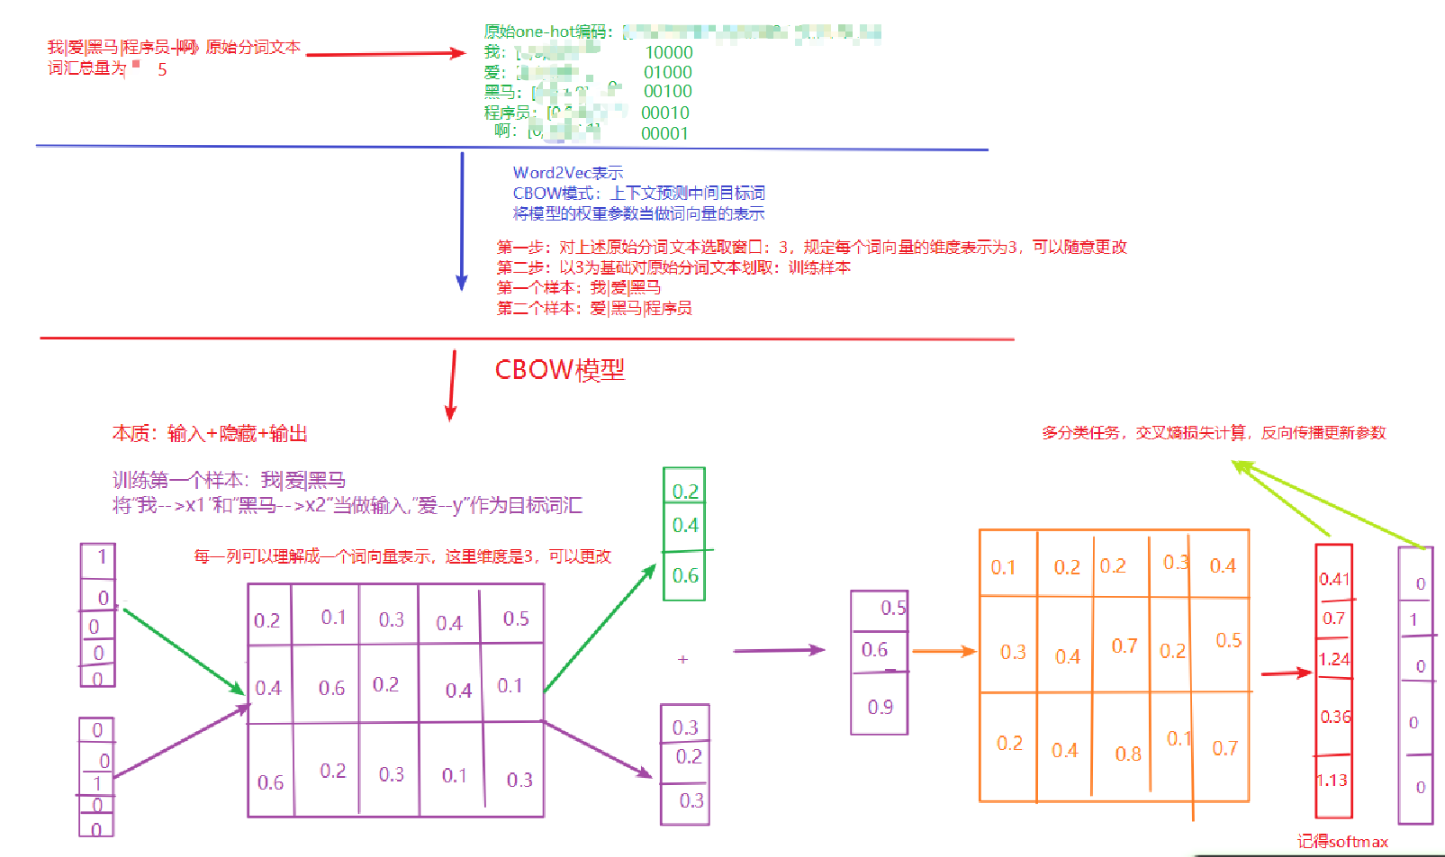 我|爱|黑马|程序员-|啊》原始分词文本
词汇总量为 5
原始one-hot编码：
我： 10000
爱： 01000
黑马： 00100
程序员： 00010
啊： 00001
Word2Vec表示
CBOW模式：上下文预测中间目标词
将模型的权重参数当做词向量的表示
第一步：对上述原始分词文本选取窗口：3，规定每个词向量的维度表示为3，可以随意更改
第二步：以3为基础对原始分词文本划取：训练样本
第一个样本：我|爱|黑马
第二个样本：爱|黑马|程序员
CBOW模型
本质：输入+隐藏+输出
多分类任务，交叉熵损失计算，反向传播更新参数
训练第一个样本：我|爱|黑马
将“我-->x1”和“黑马-->x2”当做输入,“爱--y”作为目标词汇
每一列可以理解成一个词向量表示，这里维度是3，可以更改
1
0
0
0
0
0
0
1
0
0
0.2 0.1 0.3 0.4 0.5
0.4 0.6 0.2 0.4 0.1
0.6 0.2 0.3 0.1 0.3
0.2
0.4
0.6
+
0.3
0.2
0.3
0.5
0.6
0.9
0.1 0.2 0.2 0.3 0.4
0.3 0.4 0.7 0.2 0.5
0.2 0.4 0.8 0.1 0.7
0.41
0.7
1.24
0.36
1.13
0
1
0
0
0
记得softmax